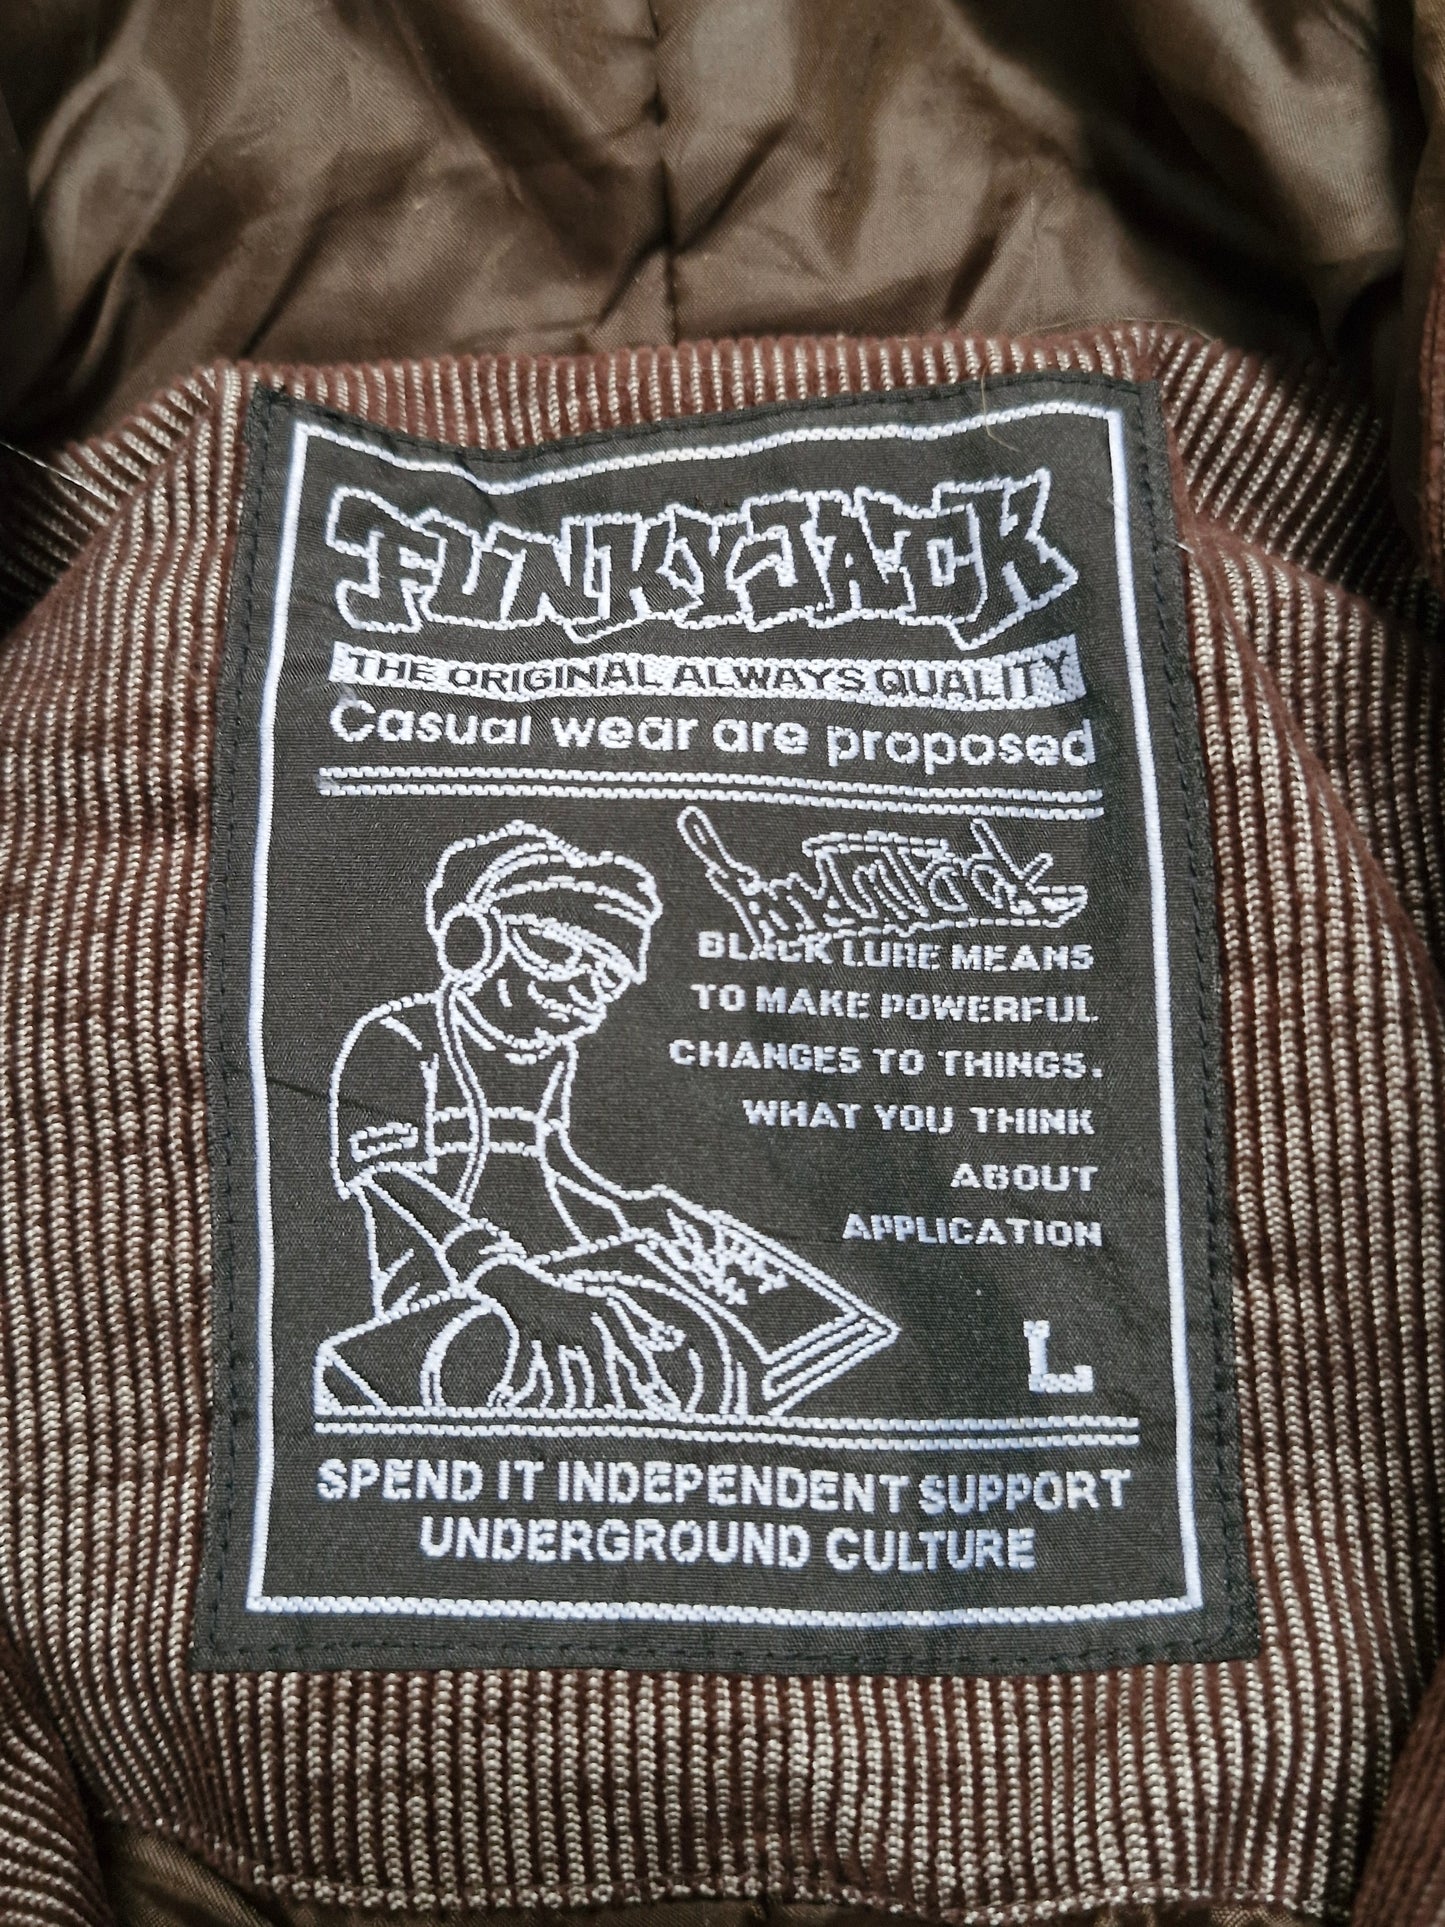 FUNKYJACK
THE ORIGINAL ALWAYS QUALITY
Casual wear are proposed
BLACK LURE MEANS
TO MAKE POWERFUL
CHANGES TO THINGS.
WHAT YOU THINK
ABOUT
APPLICATION
L
SPEND IT INDEPENDENT SUPPORT
UNDERGROUND CULTURE